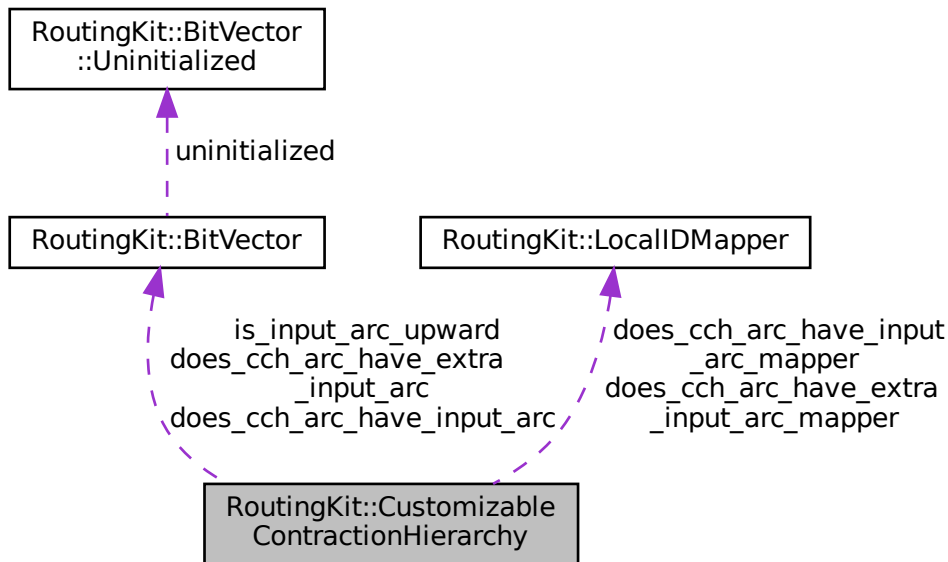 RoutingKit::BitVector
::Uninitialized
uninitialized
RoutingKit::BitVector
RoutingKit::LocalIDMapper
is_input_arc_upward
does_cch_arc_have_extra
_input_arc
does_cch_arc_have_input_arc
does_cch_arc_have_input
_arc_mapper
does_cch_arc_have_extra
_input_arc_mapper
RoutingKit::Customizable
ContractionHierarchy